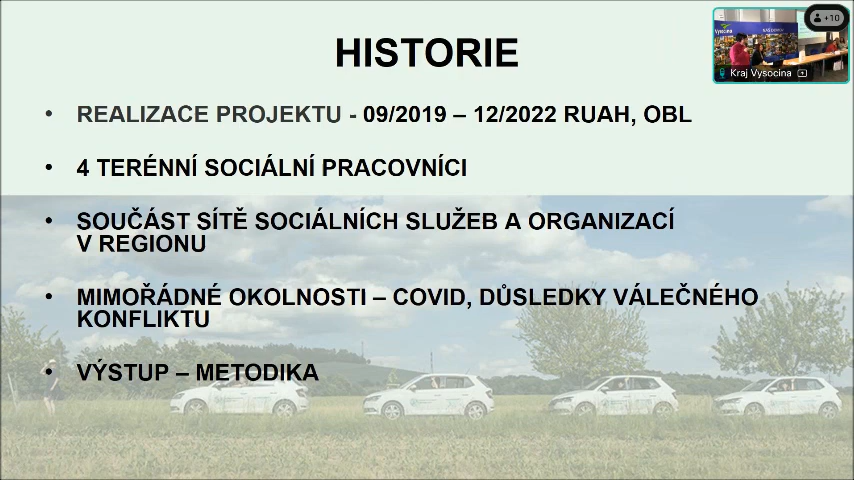 HISTORIE
+10
Kraj Vysocina
• REALIZACE PROJEKTU - 09/2019 – 12/2022 RUAH, OBL
• 4 TERÉNNÍ SOCIÁLNÍ PRACOVNÍCI
• SOUČÁST SÍTĚ SOCIÁLNÍCH SLUŽEB A ORGANIZACÍ
V REGIONU
• MIMOŘÁDNÉ OKOLNOSTI – COVID, DŮSLEDKY VÁLEČNÉHO
KONFLIKTU
• VÝSTUP – METODIKA